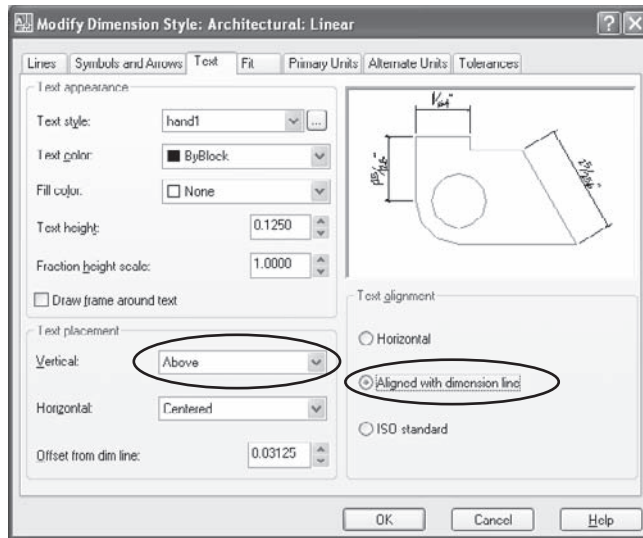 Modify Dimension Style: Architectural: Linear
Lines Symbols and Arrows Text Fit Primary Units Alternate Units Tolerances
Text appearance
Text style: hand1 ...
Text color: ByBlock
Fill color: None
Text height: 0.1250
Fraction height scale: 1.0000
Draw frame around text
Text placement
Vertical: Above
Horizontal: Centered
Offset from dim line: 0.03125
Text alignment
Horizontal
Aligned with dimension line
ISO standard
OK Cancel Help